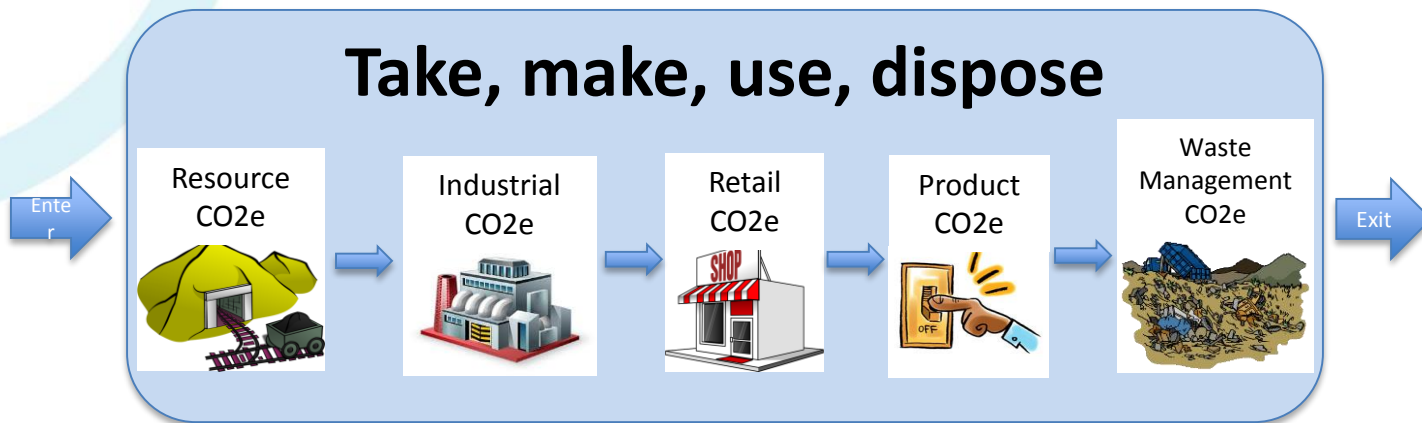 Take, make, use, dispose
Ente
r
Resource
CO2e
Industrial
CO2e
Retail
CO2e
SHOP
Product
CO2e
OFF
Waste
Management
CO2e
Exit